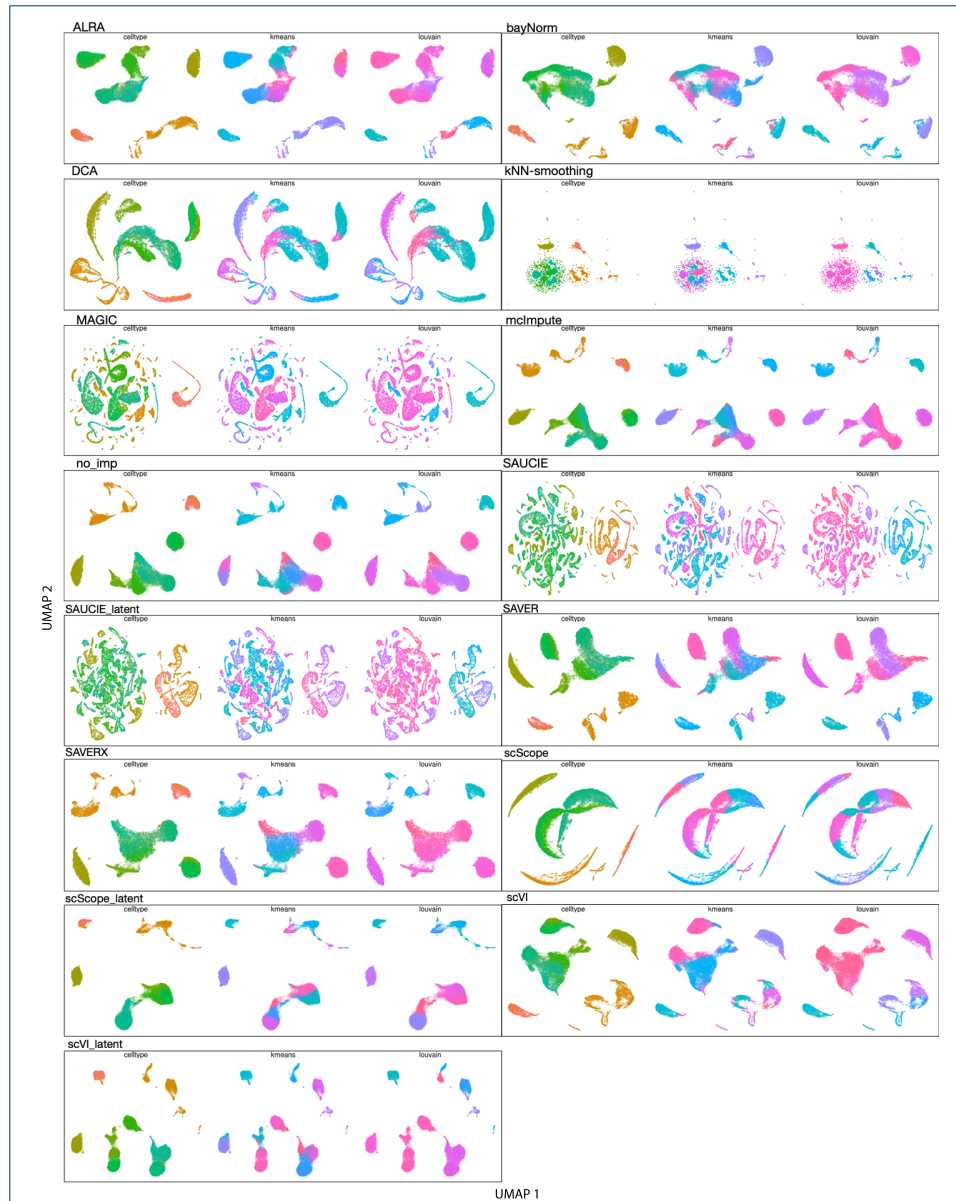 ALRA
celltype kmeans louvain
bayNorm
celltype kmeans louvain
DCA
celltype kmeans louvain
kNN-smoothing
celltype kmeans louvain
MAGIC
celltype kmeans louvain
mcImpute
celltype kmeans louvain
no_imp
celltype kmeans louvain
SAUCIE
celltype kmeans louvain
SAUCIE_latent
celltype kmeans louvain
SAVER
celltype kmeans louvain
SAVERX
celltype kmeans louvain
scScope
celltype kmeans louvain
scScope_latent
celltype kmeans louvain
scVI
celltype kmeans louvain
scVI_latent
celltype kmeans louvain
UMAP 2
UMAP 1